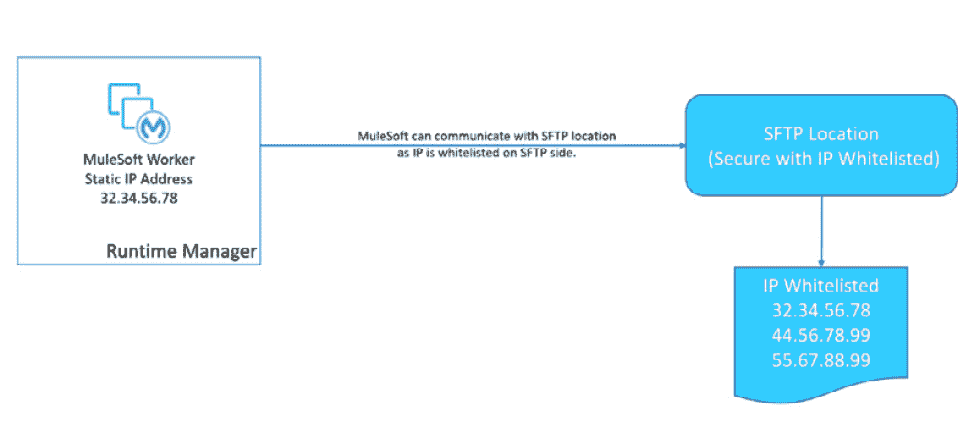 MuleSoft Worker
Static IP Address
32.34.56.78
Runtime Manager
MuleSoft can communicate with SFTP location
as IP is whitelisted on SFTP side.
SFTP Location
(Secure with IP Whitelisted)
IP Whitelisted
32.34.56.78
44.56.78.99
55.67.88.99